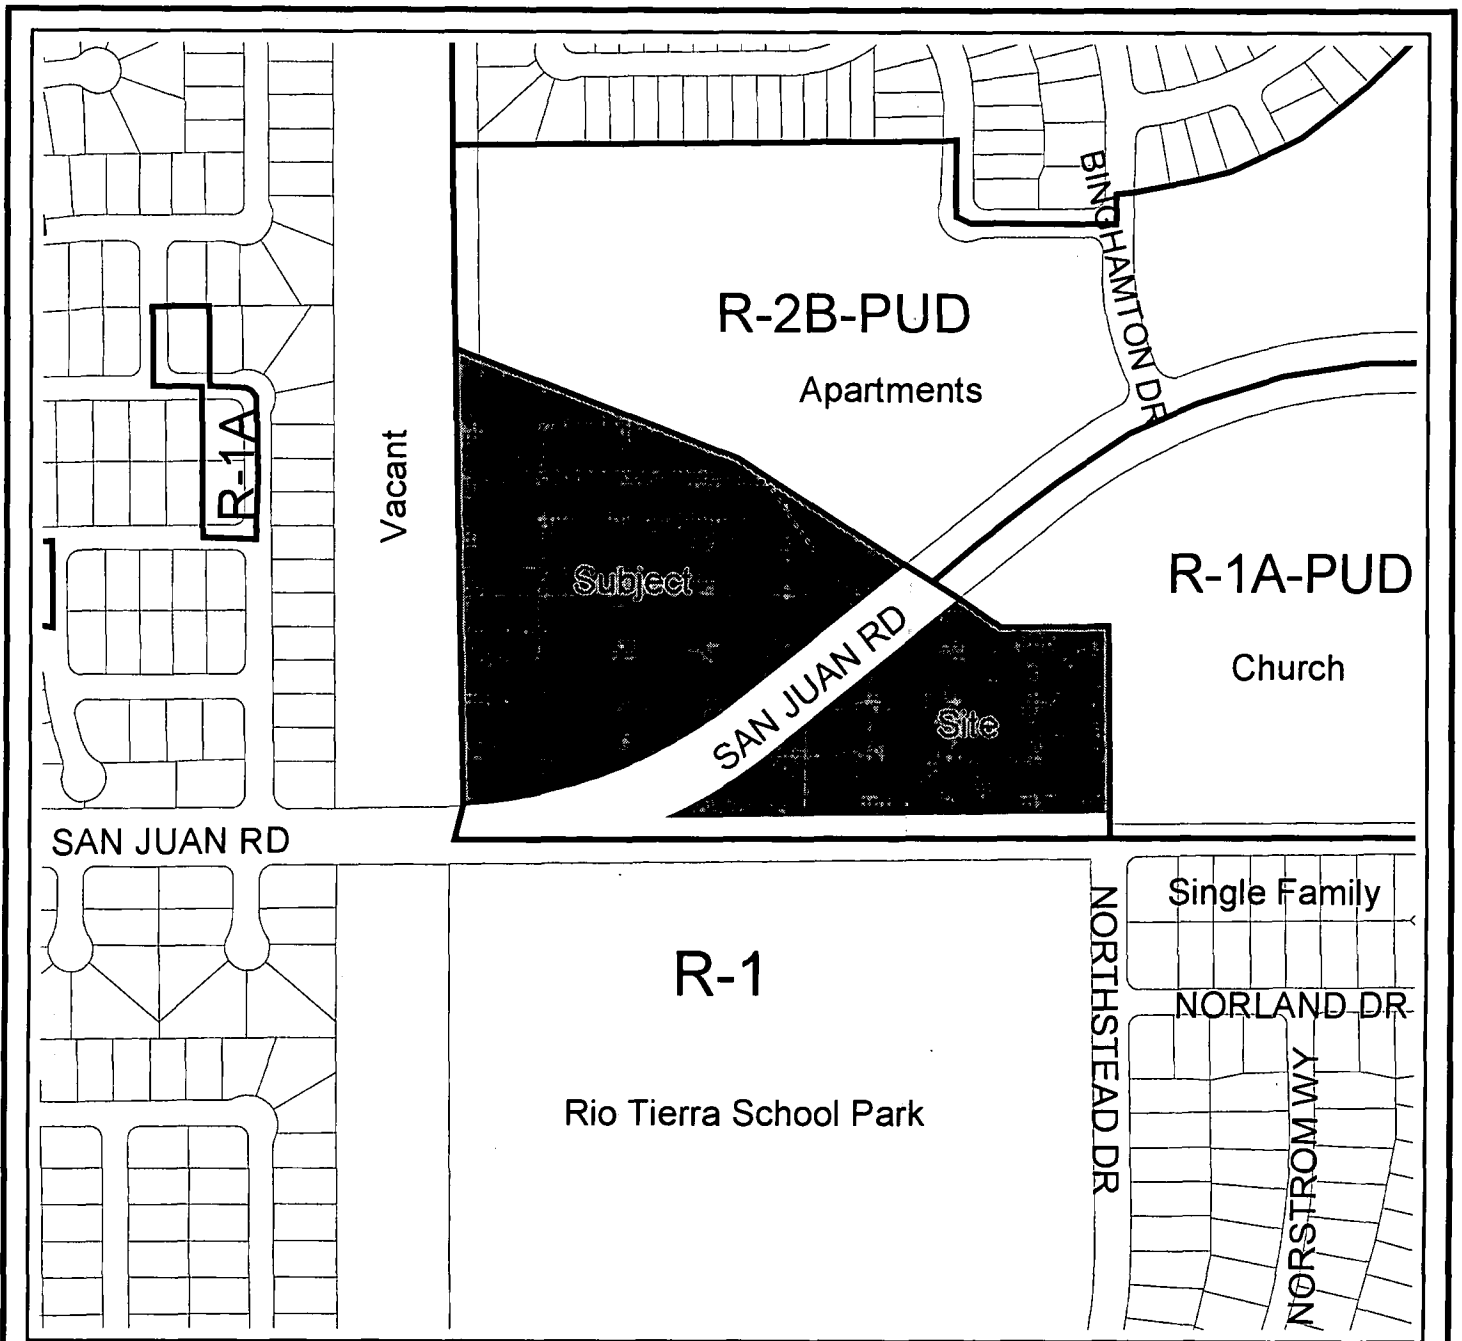 BINGHAMTON DR
R-2B-PUD
Apartments
R-1A
Vacant
Subject
R-1A-PUD
SAN JUAN RD
Church
Site
SAN JUAN RD
Single Family
NORTHSTEAD DR
R-1
NORLAND DR
Rio Tierra School Park
NORSTROM WY